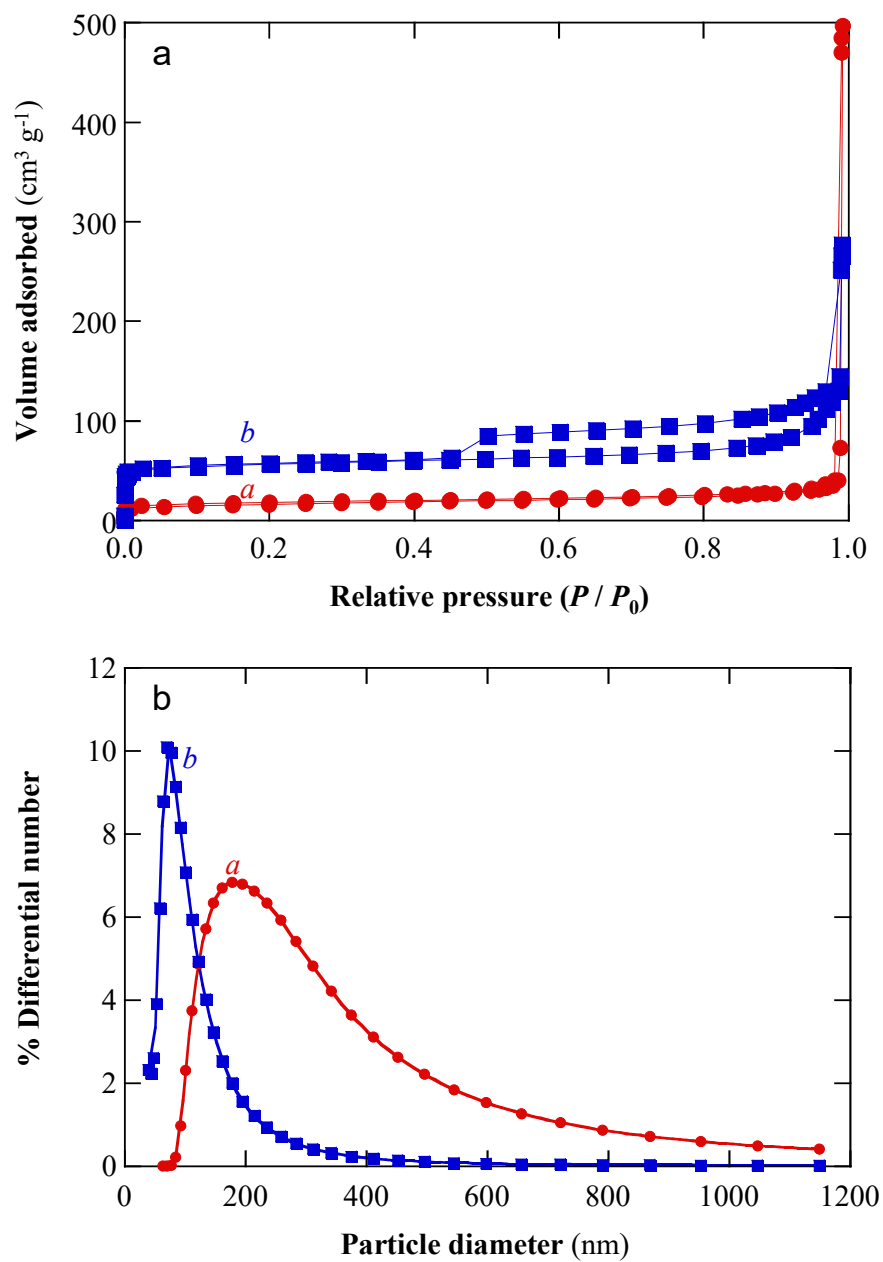 a
500
400
300
200
100
0
b
a
0.0 0.2 0.4 0.6 0.8 1.0
Volume adsorbed (cm³ g⁻¹)
Relative pressure (P / P₀)
b
12
10
8
6
4
2
0
b
a
0 200 400 600 800 1000 1200
% Differential number
Particle diameter (nm)